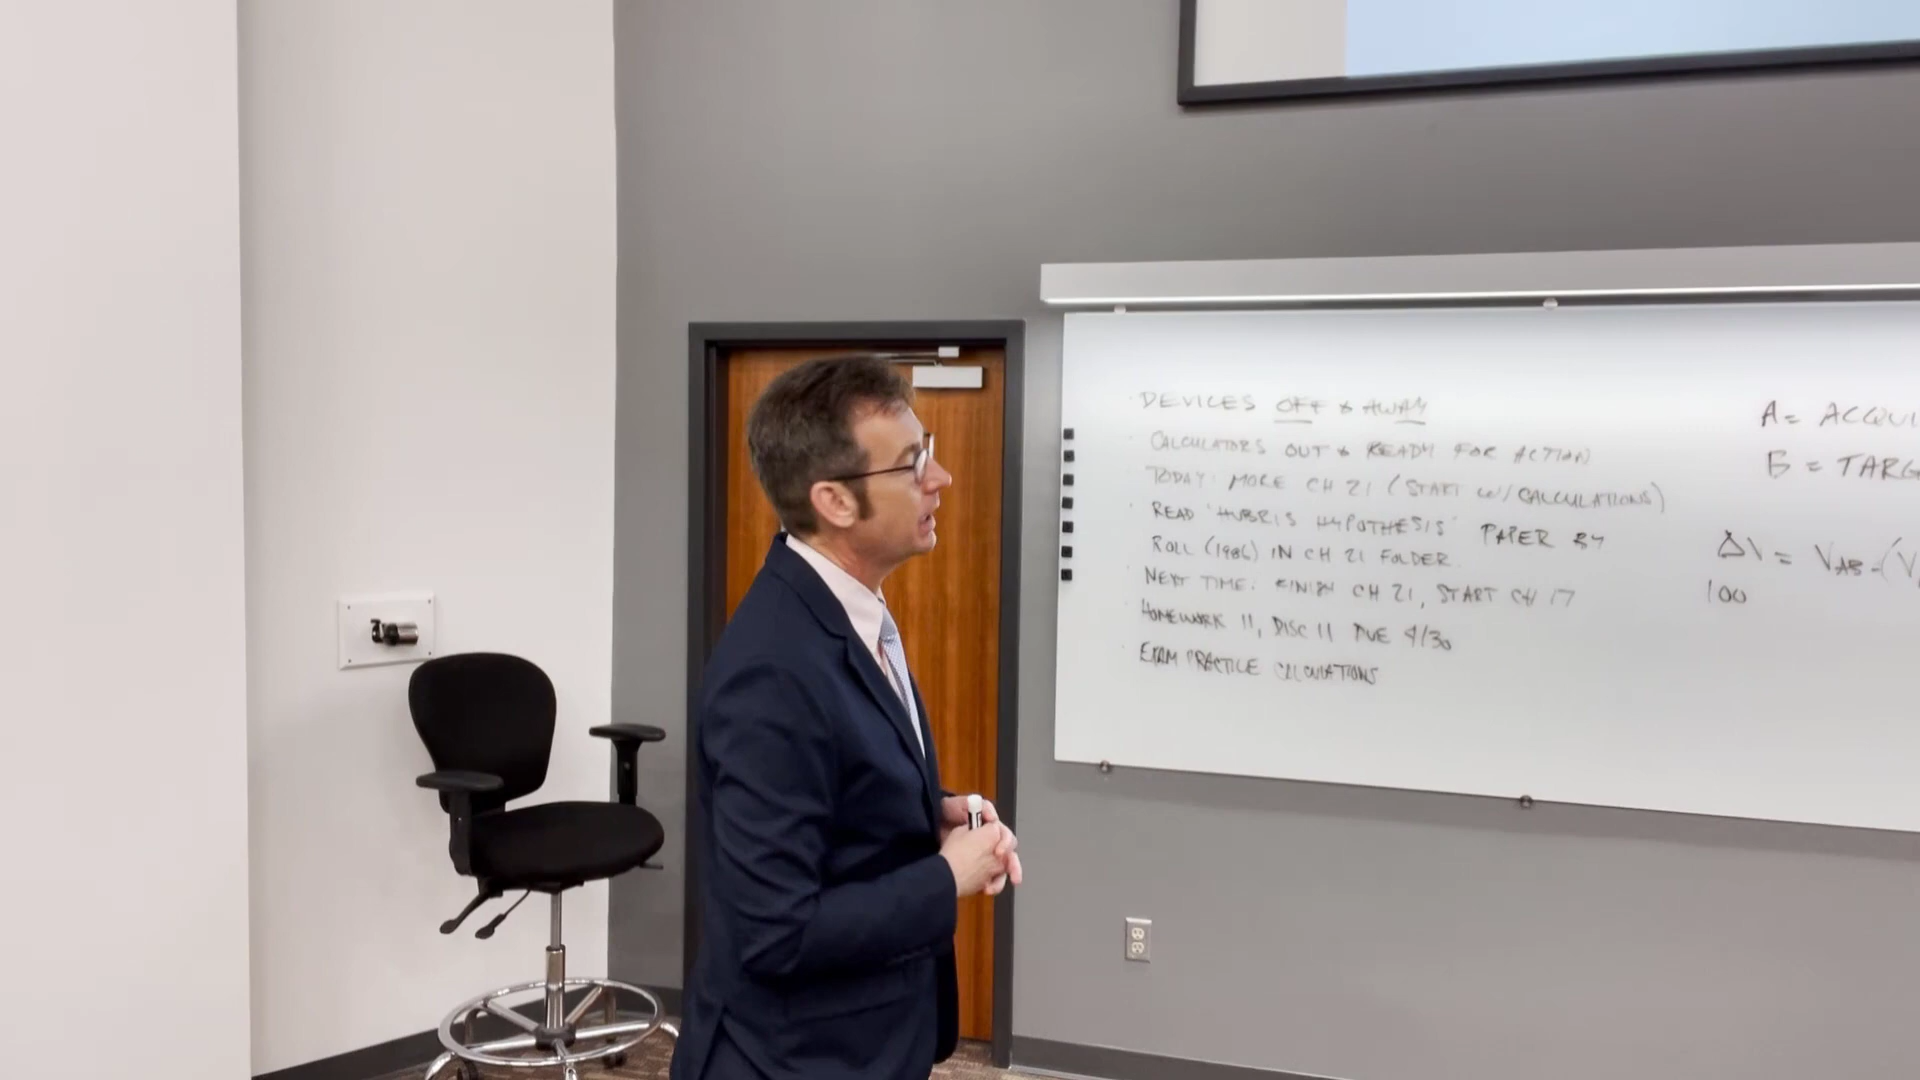 DEVICES OFF & AWAY
CALCULATORS OUT & READY FOR ACTION
TODAY: MORE CH 21 (START W/ CALCULATIONS)
READ "HUBRIS HYPOTHESIS" PAPER BY
ROLL (1986) IN CH 21 FOLDER
NEXT TIME: FINISH CH 21, START CH 17
HOMEWORK 11, DISC 11 DUE 4/30
EXAM PRACTICE CALCULATIONS
A = ACQUI
B = TARG
ΔV = VAB - (V
100